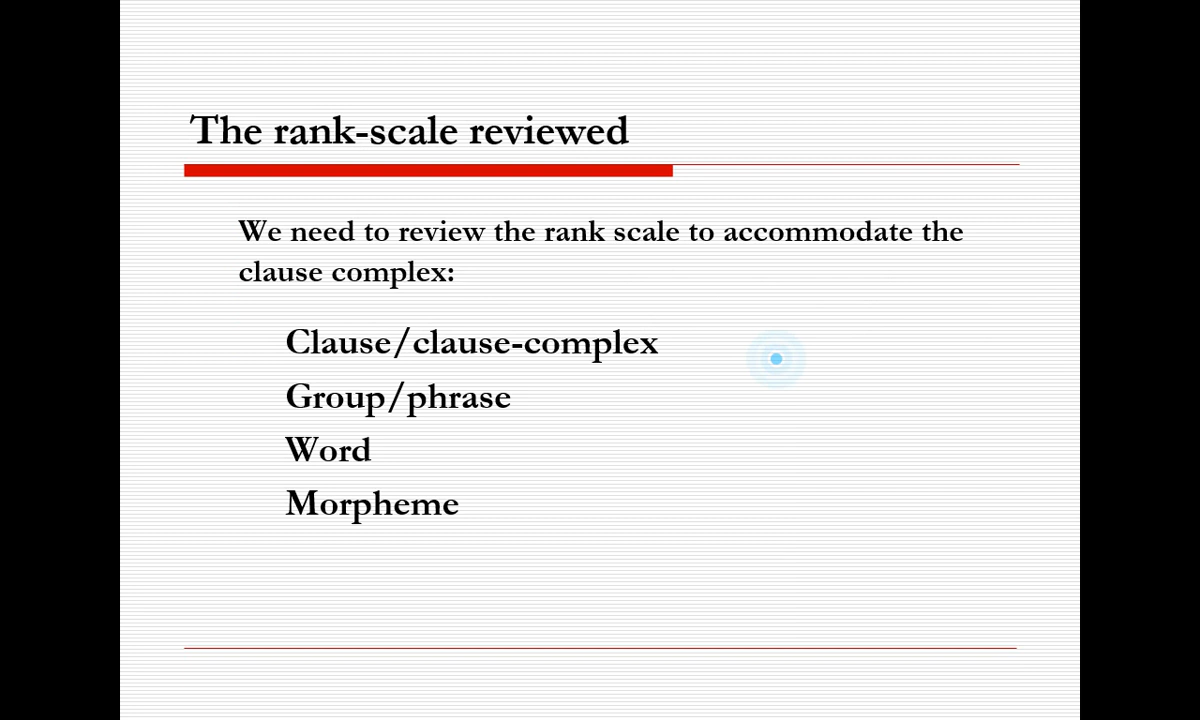 The rank-scale reviewed
We need to review the rank scale to accommodate the
clause complex:
Clause/clause-complex
Group/phrase
Word
Morpheme